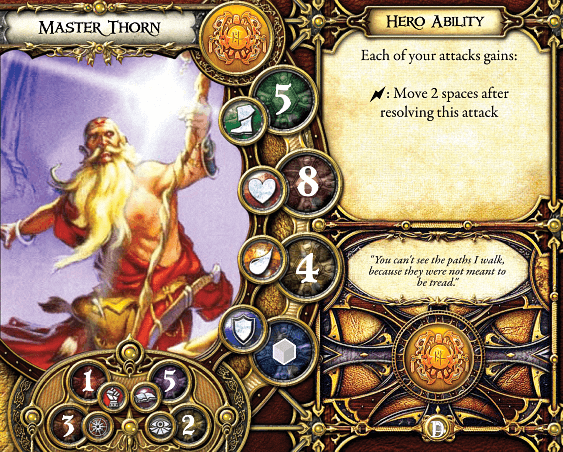 Master Thorn
Hero Ability
Each of your attacks gains:
: Move 2 spaces after
resolving this attack
5
8
4
"You can't see the paths I walk,
because they were not meant to
be tread."
1
5
3
2